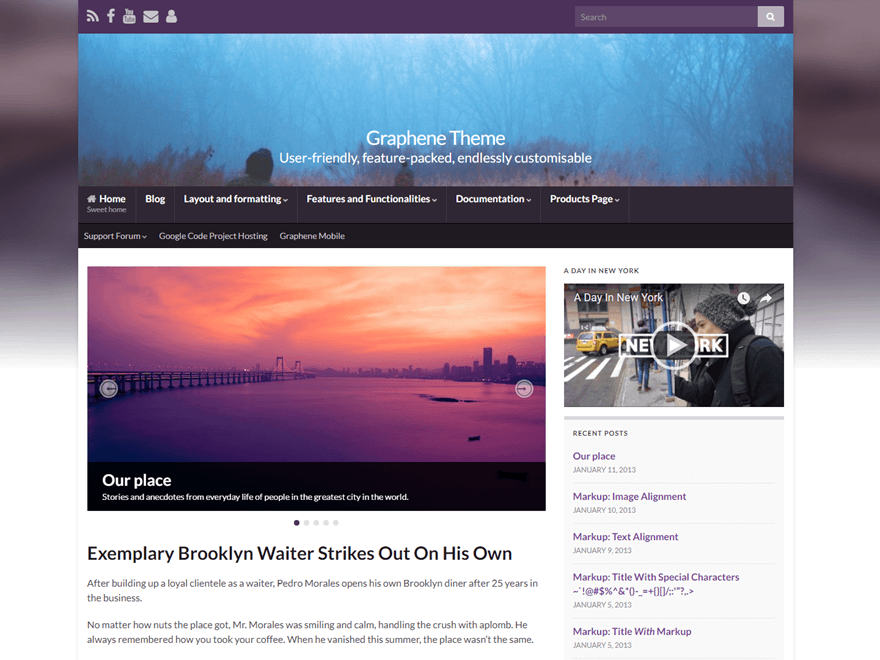 You Tube
Search
Graphene Theme
User-friendly, feature-packed, endlessly customisable
Home
Sweet home
Blog
Layout and formatting
Features and Functionalities
Documentation
Products Page
Support Forum
Google Code Project Hosting
Graphene Mobile
Our place
Stories and anecdotes from everyday life of people in the greatest city in the world.
Exemplary Brooklyn Waiter Strikes Out On His Own
After building up a loyal clientele as a waiter, Pedro Morales opens his own Brooklyn diner after 25 years in
the business.
No matter how nuts the place got, Mr. Morales was smiling and calm, handling the crush with aplomb. He
always remembered how you took your coffee. When he vanished this summer, the place wasn't the same.
A DAY IN NEW YORK
A Day In New York
NE RK
RECENT POSTS
Our place
JANUARY 11, 2013
Markup: Image Alignment
JANUARY 10, 2013
Markup: Text Alignment
JANUARY 9, 2013
Markup: Title With Special Characters
~`!@#$%^&*()-_=+{}[]/;:'"?,.>
JANUARY 5, 2013
Markup: Title With Markup
JANUARY 5, 2013